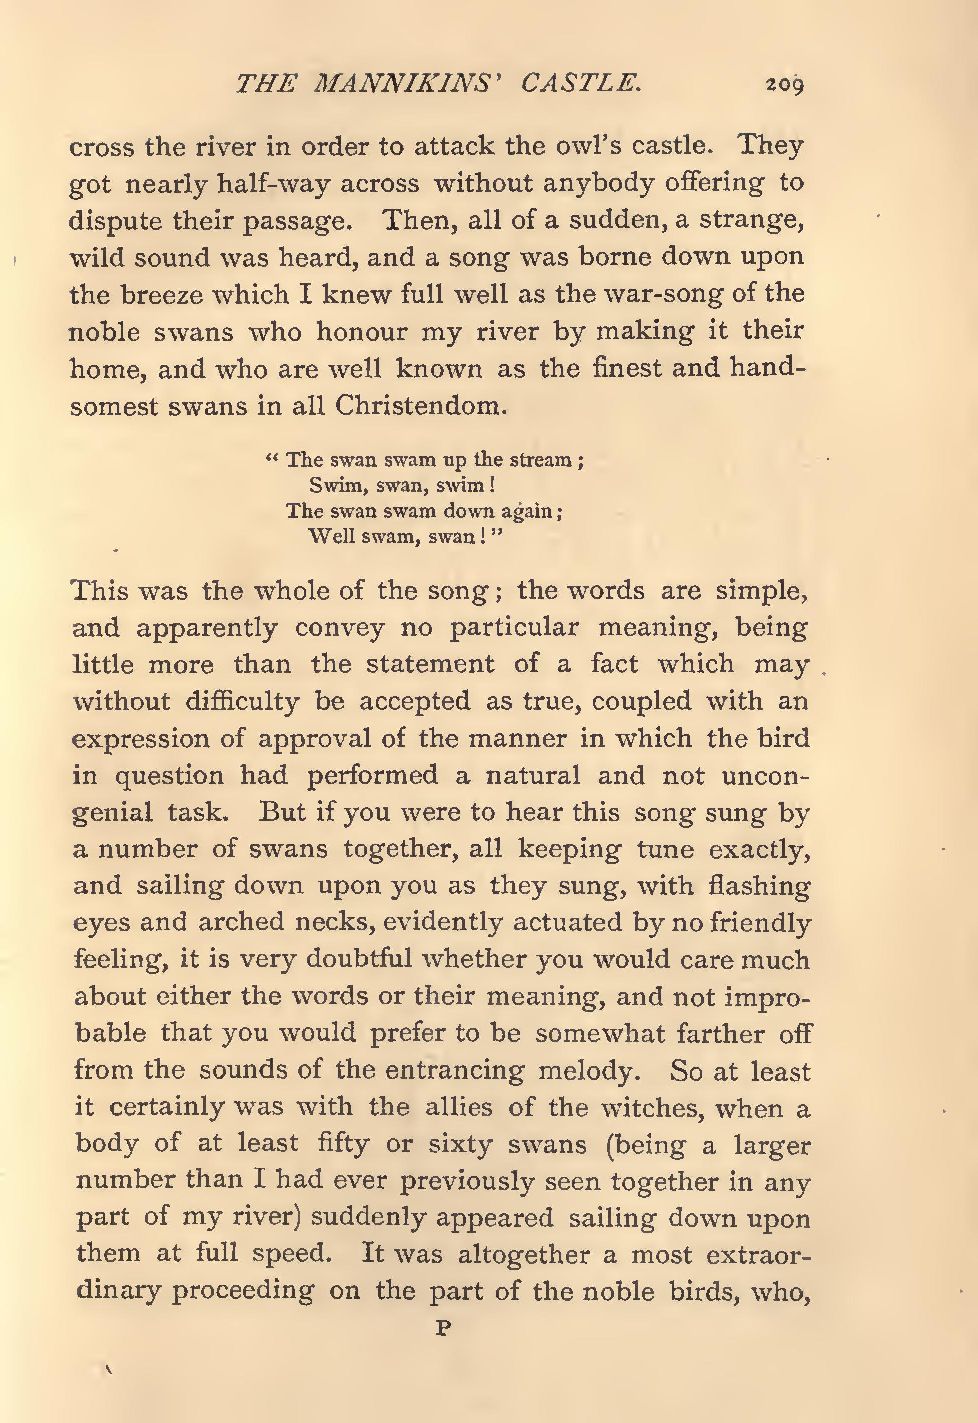 THE MANNIKINS' CASTLE. 209
cross the river in order to attack the owl's castle. They
got nearly half-way across without anybody offering to
dispute their passage. Then, all of a sudden, a strange,
wild sound was heard, and a song was borne down upon
the breeze which I knew full well as the war-song of the
noble swans who honour my river by making it their
home, and who are well known as the finest and hand-
somest swans in all Christendom.
“ The swan swam up the stream ;
Swim, swan, swim !
The swan swam down again ;
Well swam, swan ! ”
This was the whole of the song ; the words are simple,
and apparently convey no particular meaning, being
little more than the statement of a fact which may
without difficulty be accepted as true, coupled with an
expression of approval of the manner in which the bird
in question had performed a natural and not uncon-
genial task. But if you were to hear this song sung by
a number of swans together, all keeping tune exactly,
and sailing down upon you as they sung, with flashing
eyes and arched necks, evidently actuated by no friendly
feeling, it is very doubtful whether you would care much
about either the words or their meaning, and not impro-
bable that you would prefer to be somewhat farther off
from the sounds of the entrancing melody. So at least
it certainly was with the allies of the witches, when a
body of at least fifty or sixty swans (being a larger
number than I had ever previously seen together in any
part of my river) suddenly appeared sailing down upon
them at full speed. It was altogether a most extraor-
dinary proceeding on the part of the noble birds, who,
P